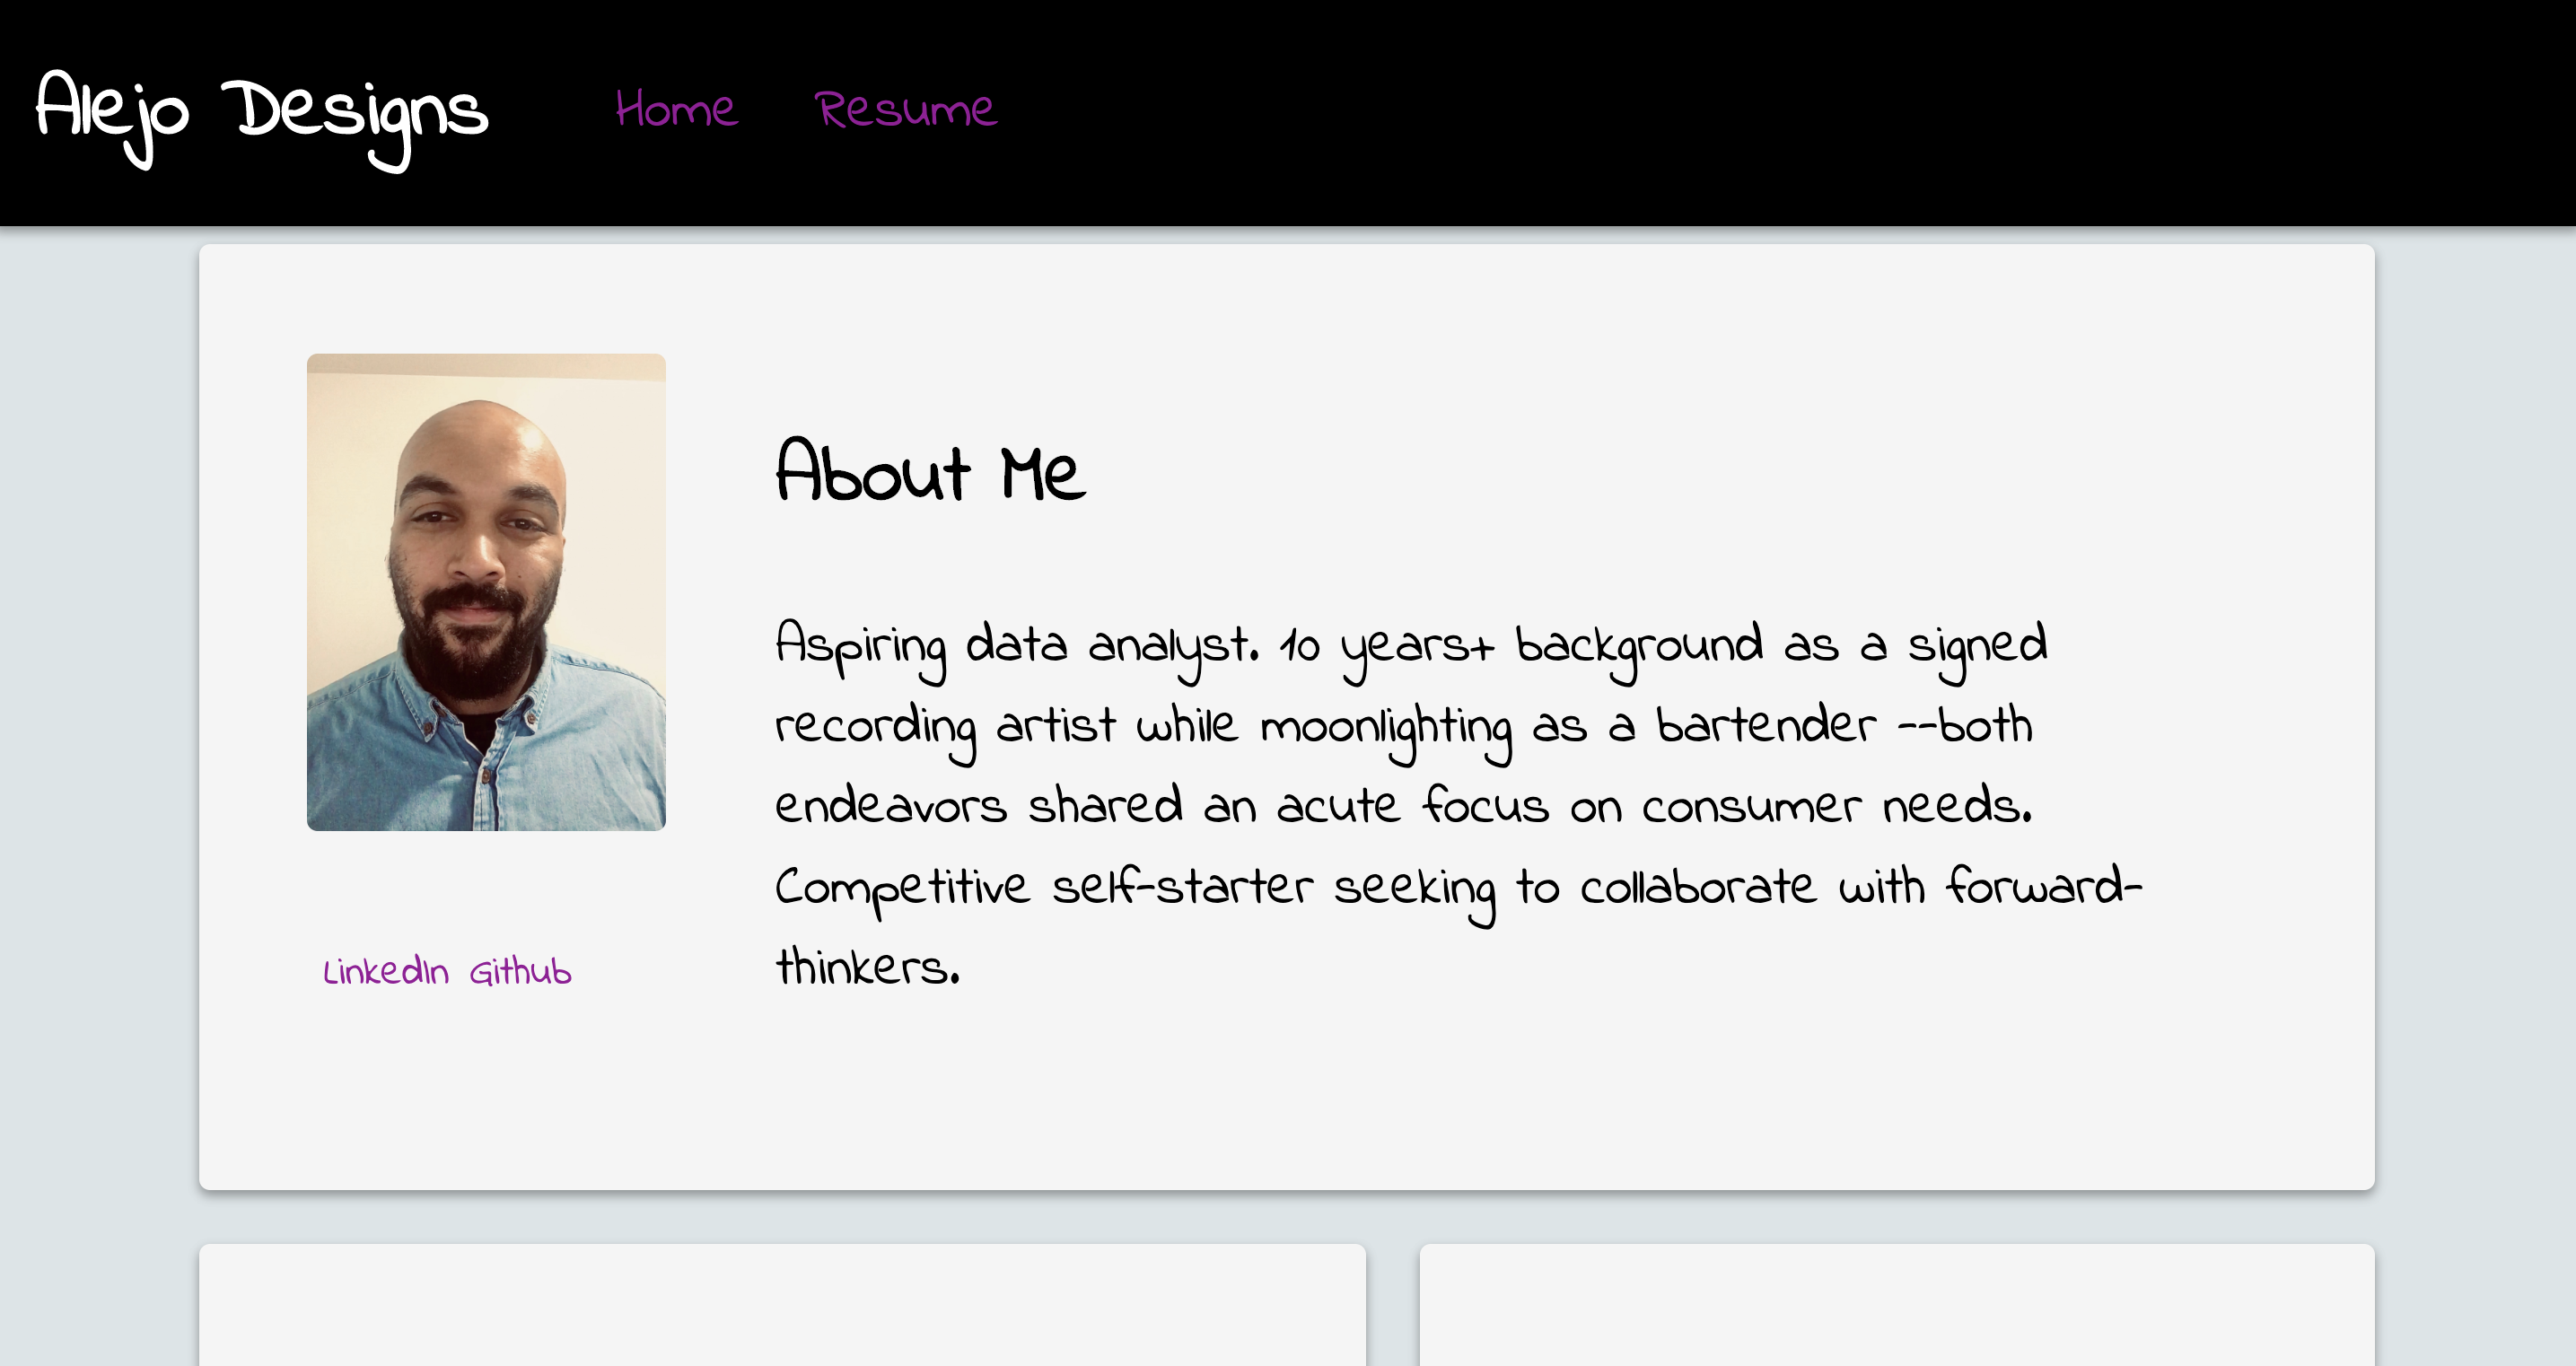 Alejo Designs Home Resume
About Me
Aspiring data analyst. 10 years+ background as a signed
recording artist while moonlighting as a bartender --both
endeavors shared an acute focus on consumer needs.
Competitive self-starter seeking to collaborate with forward-
thinkers.
LinkedIn Github